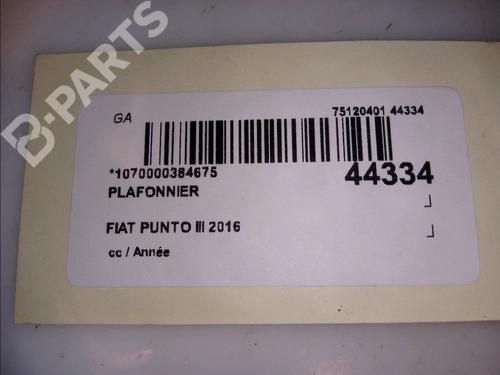 B-PARTS
GA
75120401 44334
*1070000384675
44334
PLAFONNIER
FIAT PUNTO III 2016
cc / Année